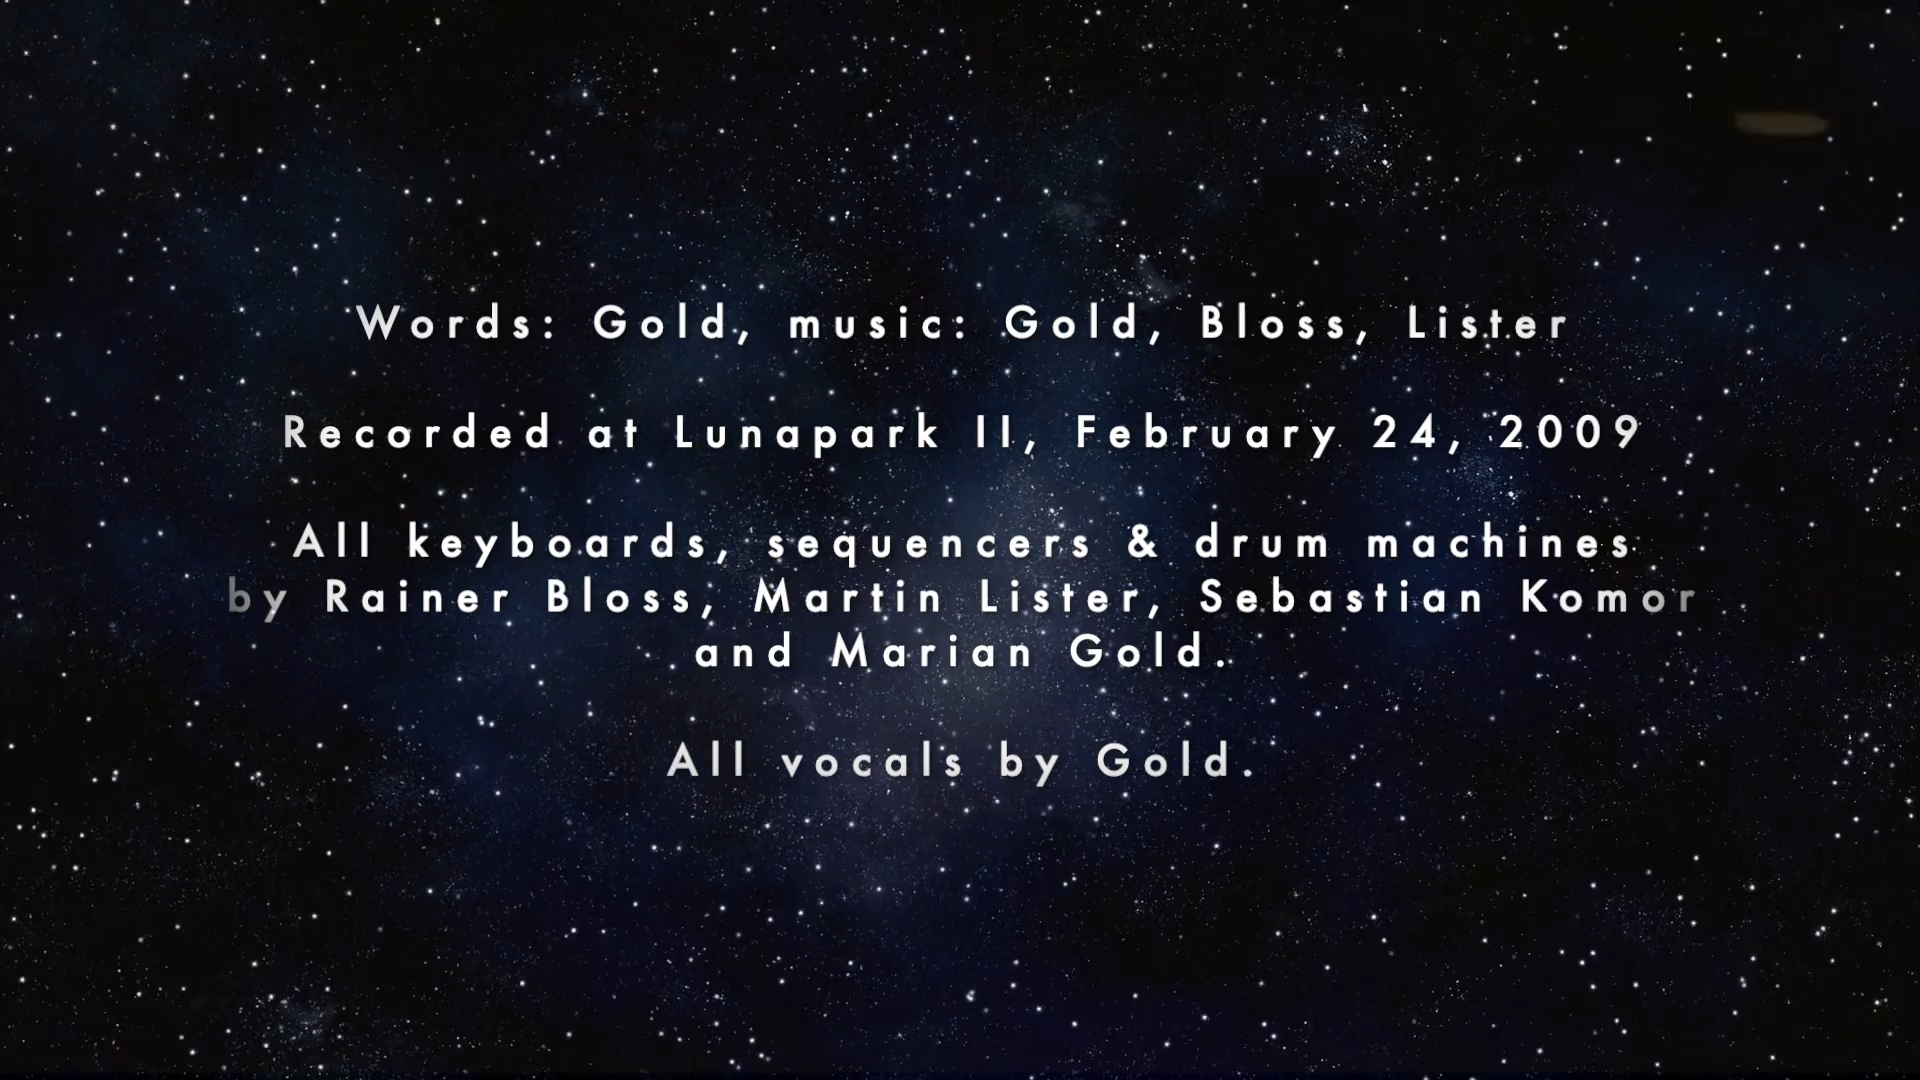 Words: Gold, music: Gold, Bloss, Lister
Recorded at Lunapark II, February 24, 2009
All keyboards, sequencers & drum machines
by Rainer Bloss, Martin Lister, Sebastian Komor
and Marian Gold.
All vocals by Gold.